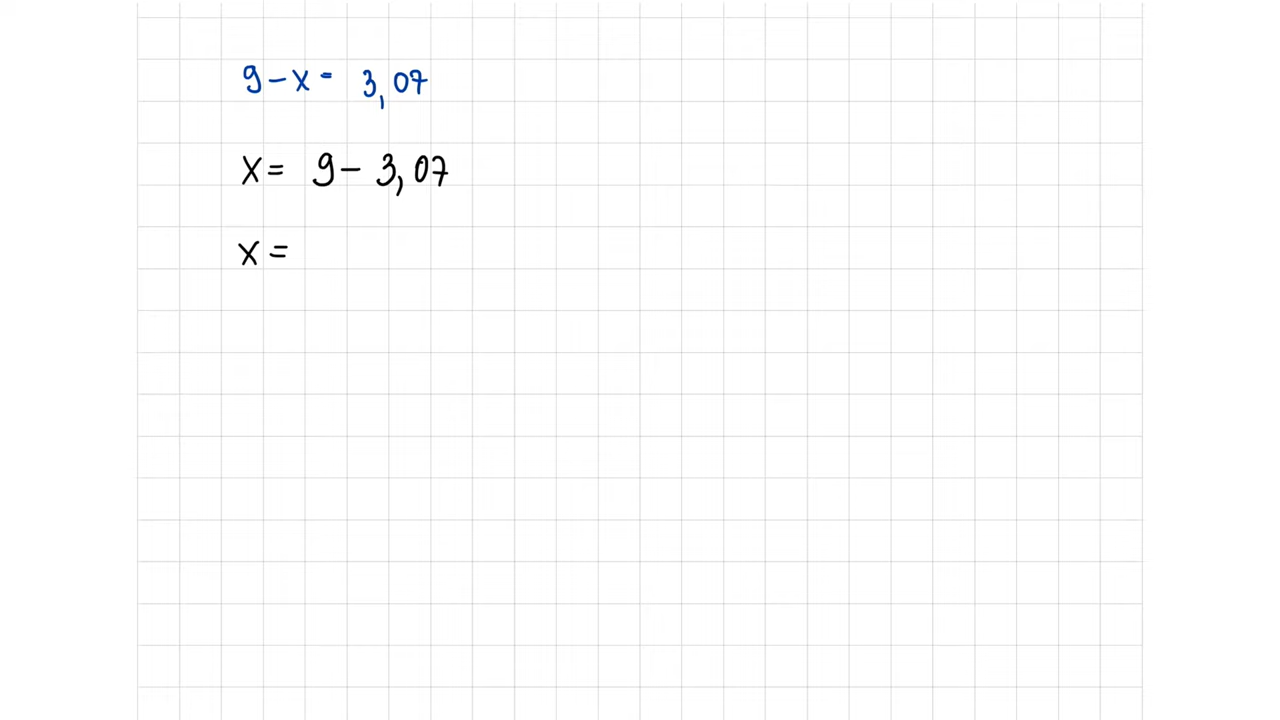 9 - x = 3,07
x = 9 - 3,07
x =